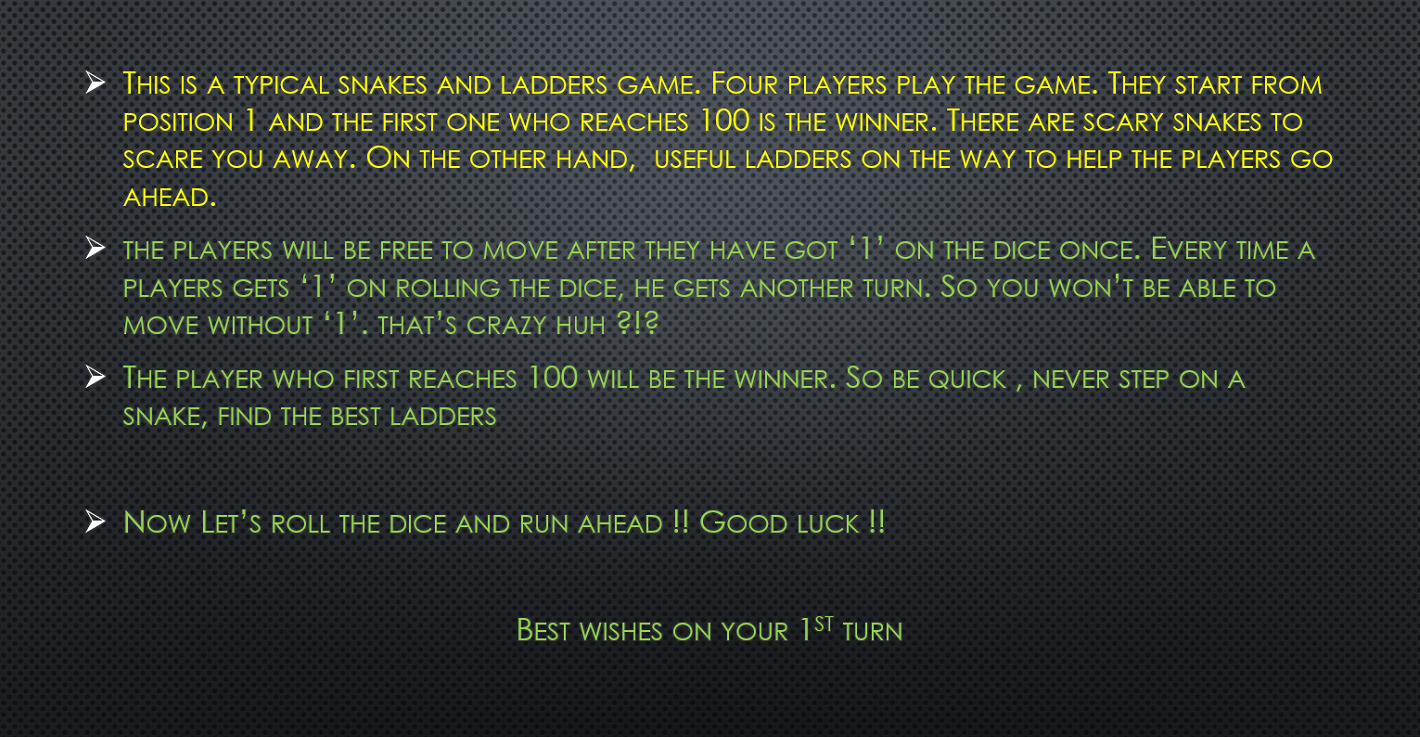 ➢ This is a typical snakes and ladders game. Four players play the game. They start from
position 1 and the first one who reaches 100 is the winner. There are scary snakes to
scare you away. On the other hand,  useful ladders on the way to help the players go
ahead.
➢ the players will be free to move after they have got ‘1’ on the dice once. Every time a
players gets ‘1’ on rolling the dice, he gets another turn. So you won’t be able to
move without ‘1’. that’s crazy huh ?!?
➢ The player who first reaches 100 will be the winner. So be quick , never step on a
snake, find the best ladders
➢ Now Let’s roll the dice and run ahead !! Good luck !!
Best wishes on your 1st turn